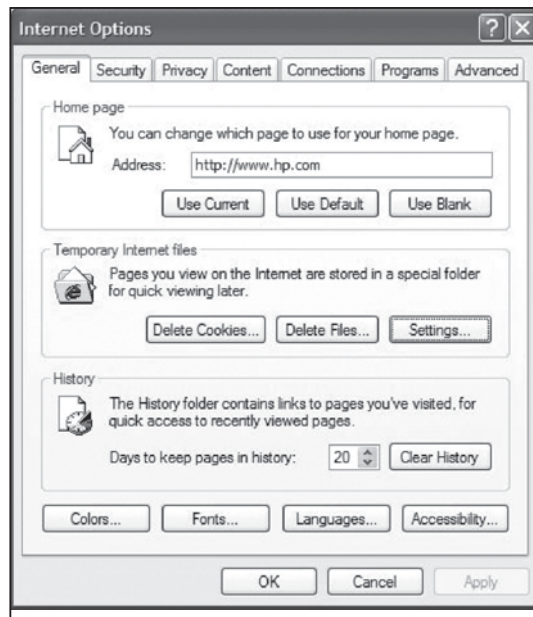 Internet Options
General Security Privacy Content Connections Programs Advanced
Home page
You can change which page to use for your home page.
Address: http://www.hp.com
Use Current Use Default Use Blank
Temporary Internet files
Pages you view on the Internet are stored in a special folder
for quick viewing later.
Delete Cookies... Delete Files... Settings...
History
The History folder contains links to pages you've visited, for
quick access to recently viewed pages.
Days to keep pages in history: 20 Clear History
Colors... Fonts... Languages... Accessibility...
OK Cancel Apply